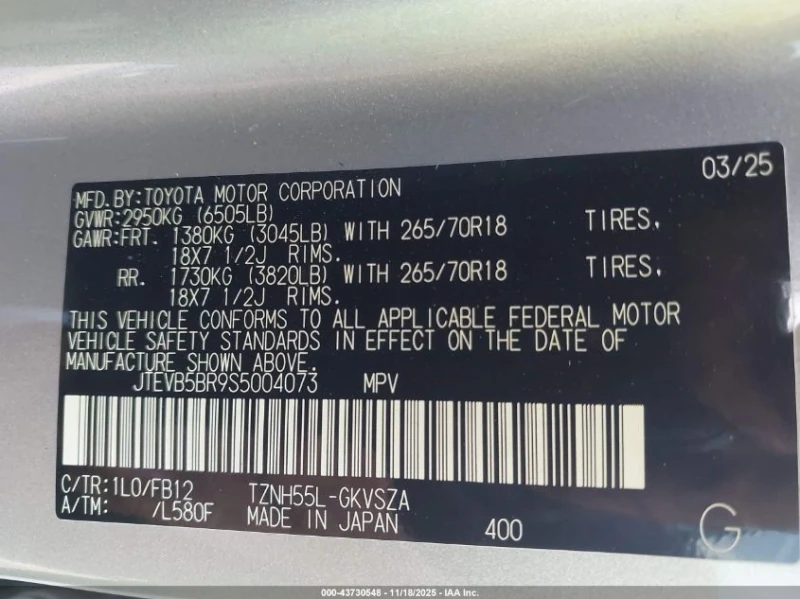 03/25
MFD.BY:TOYOTA MOTOR CORPORATION
GVWR:2950KG (6505LB)
GAWR:FRT. 1380KG (3045LB) WITH 265/70R18 TIRES,
18X7 1/2J RIMS.
RR. 1730KG (3820LB) WITH 265/70R18 TIRES,
18X7 1/2J RIMS.
THIS VEHICLE CONFORMS TO ALL APPLICABLE FEDERAL MOTOR
VEHICLE SAFETY STANDARDS IN EFFECT ON THE DATE OF
MANUFACTURE SHOWN ABOVE.
JTEVB5BR9S5004073 MPV
C/TR:1L0/FB12 TZNH55L-GKVSZA
A/TM: /L580F MADE IN JAPAN 400 G
000-43730548 - 11/18/2025 - IAA Inc.